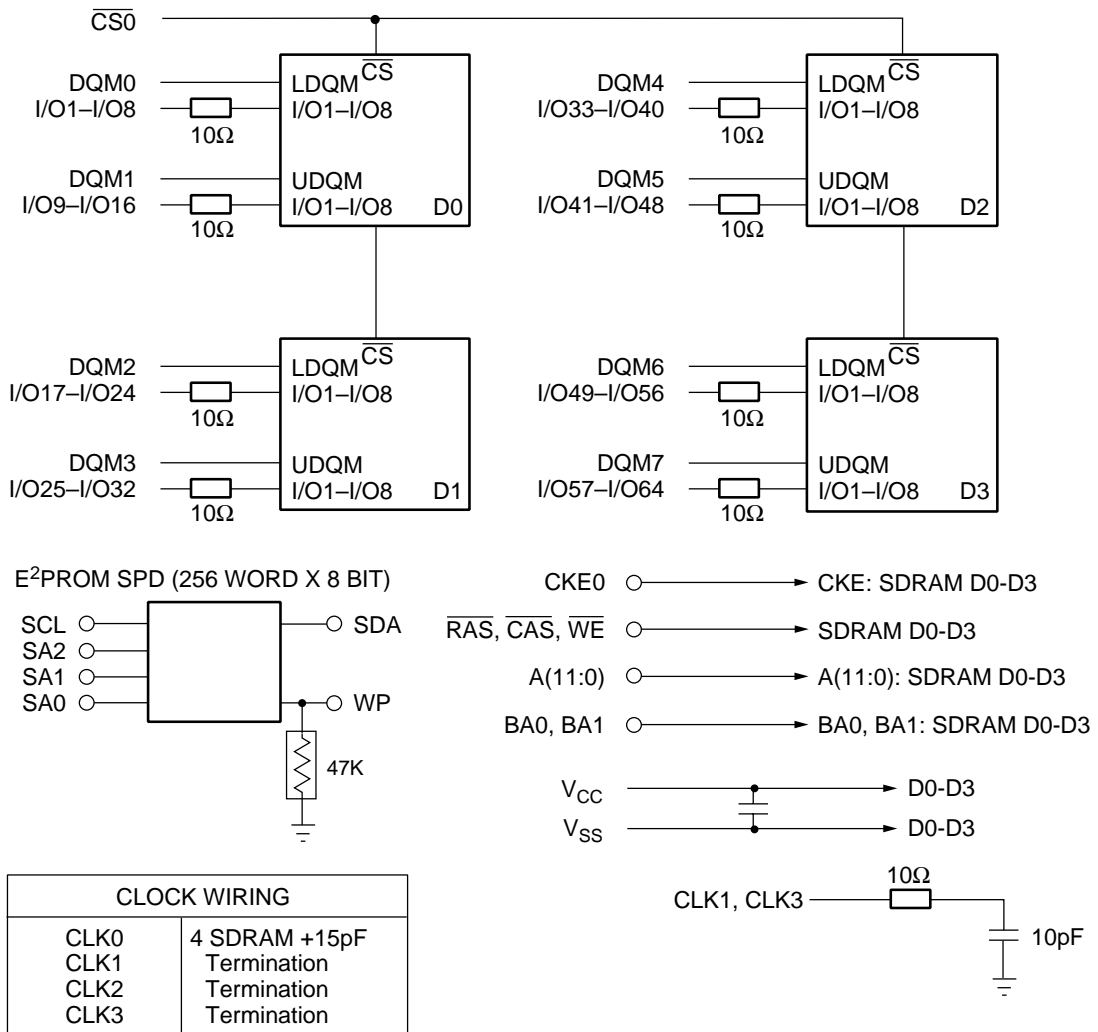 CS0
CS
DQM0
LDQM
I/O1–I/O8
I/O1–I/O8
10Ω
DQM1
UDQM
I/O9–I/O16
I/O1–I/O8
D0
10Ω
CS
DQM4
LDQM
I/O33–I/O40
I/O1–I/O8
10Ω
DQM5
UDQM
I/O41–I/O48
I/O1–I/O8
D2
10Ω
CS
DQM2
LDQM
I/O17–I/O24
I/O1–I/O8
10Ω
DQM3
UDQM
I/O25–I/O32
I/O1–I/O8
D1
10Ω
CS
DQM6
LDQM
I/O49–I/O56
I/O1–I/O8
10Ω
DQM7
UDQM
I/O57–I/O64
I/O1–I/O8
D3
10Ω
E²PROM SPD (256 WORD X 8 BIT)
SCL
SDA
SA2
SA1
SA0
WP
47K
CKE0
CKE: SDRAM D0-D3
RAS, CAS, WE
SDRAM D0-D3
A(11:0)
A(11:0): SDRAM D0-D3
BA0, BA1
BA0, BA1: SDRAM D0-D3
VCC
D0-D3
VSS
D0-D3
CLOCK WIRING
CLK0 4 SDRAM +15pF
CLK1 Termination
CLK2 Termination
CLK3 Termination
10Ω
CLK1, CLK3
10pF